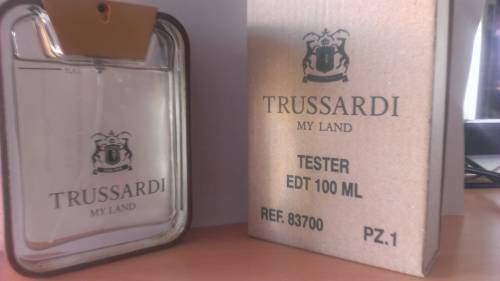 TRUSSARDI
MY LAND
TRUSSARDI
MY LAND
TESTER
EDT 100 ML
REF. 83700
PZ.1